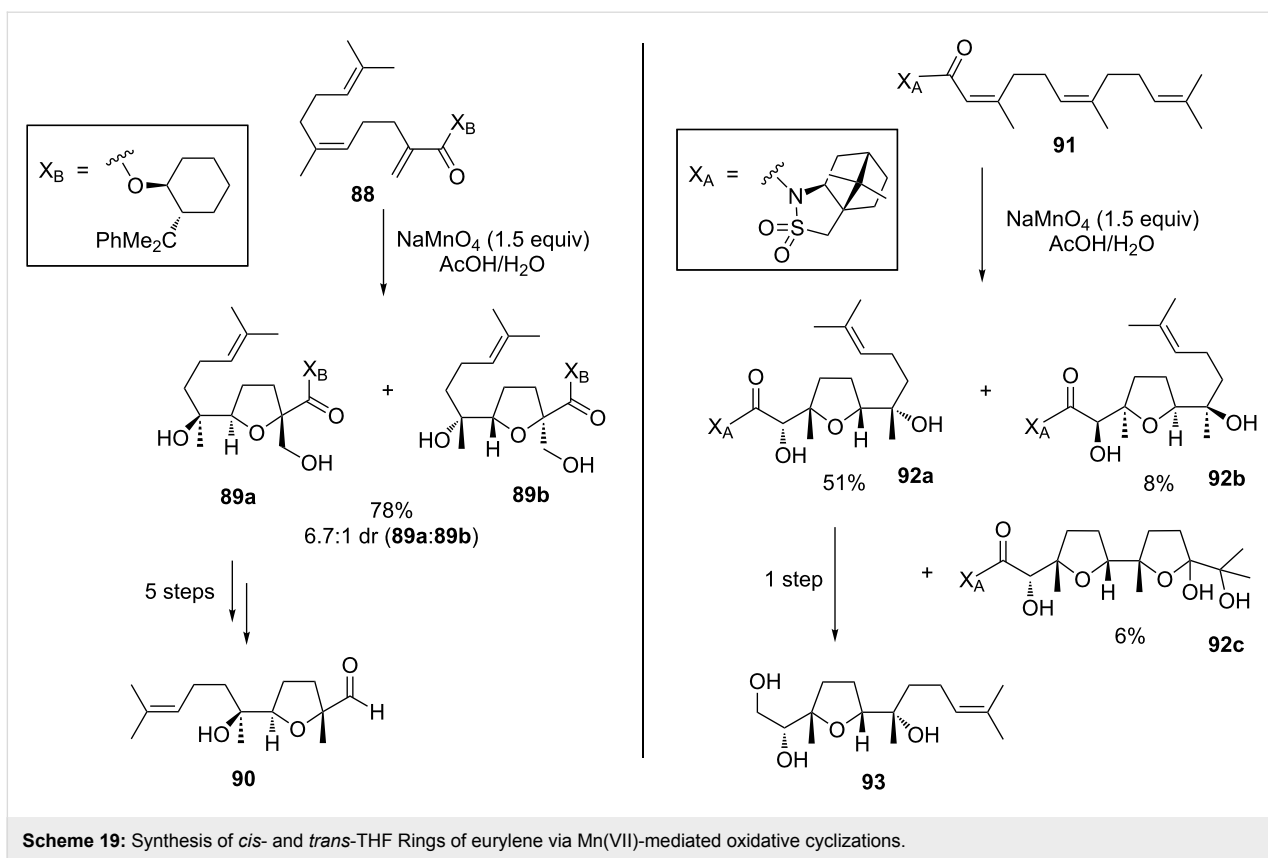 X_B =
O
PhMe2C
X_B
O
88
NaMnO4 (1.5 equiv)
AcOH/H2O
HO
H
O
X_B
O
OH
89a
+
HO
H
O
X_B
O
OH
89b
78%
6.7:1 dr (89a:89b)
5 steps
HO
H
O
O
H
90
O
X_A
91
X_A =
N
O=S
O
NaMnO4 (1.5 equiv)
AcOH/H2O
O
X_A
OH
O
H
OH
51%
92a
+
O
X_A
OH
O
H
OH
8%
92b
1 step
+
O
X_A
OH
O
H
O
OH
OH
6%
92c
OH
OH
O
H
OH
93
Scheme 19: Synthesis of cis- and trans-THF Rings of eurylene via Mn(VII)-mediated oxidative cyclizations.